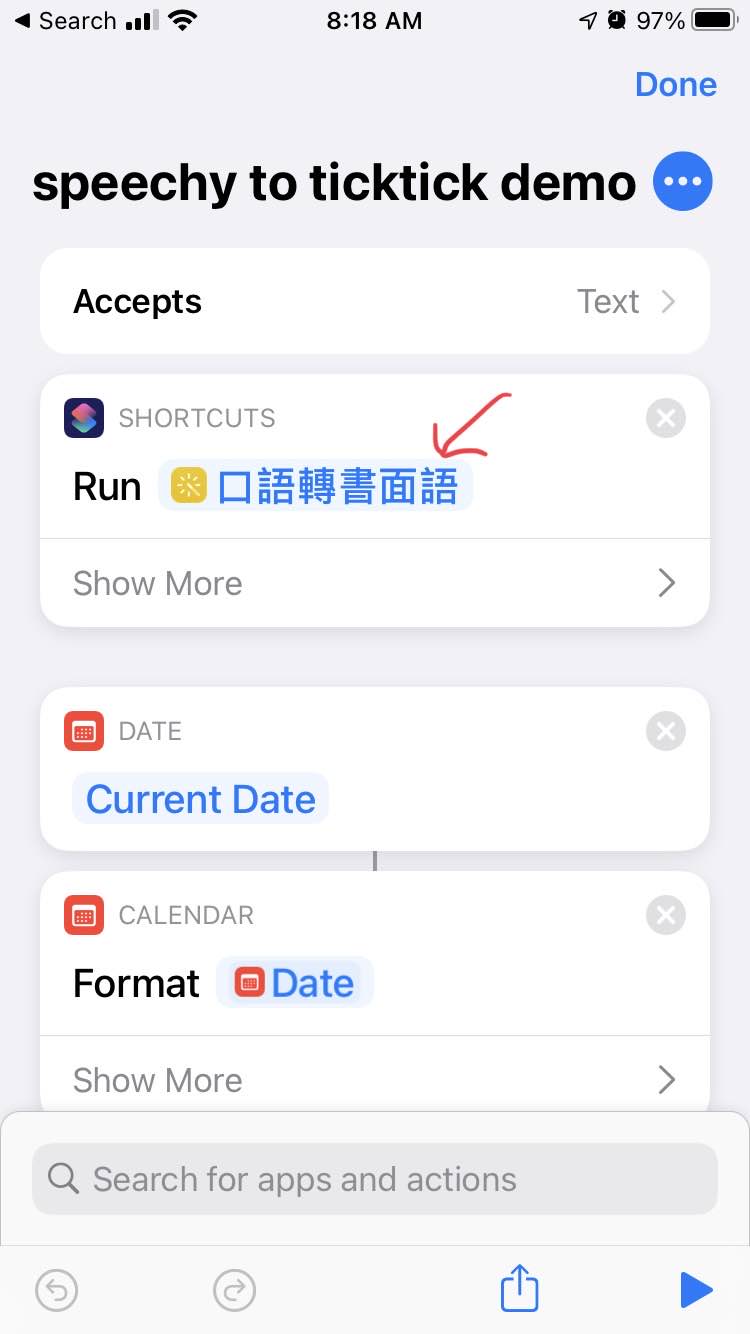 Search 8:18 AM 97%
Done
speechy to ticktick demo
Accepts Text
SHORTCUTS
Run 口語轉書面語
Show More
DATE
Current Date
CALENDAR
Format Date
Show More
Search for apps and actions